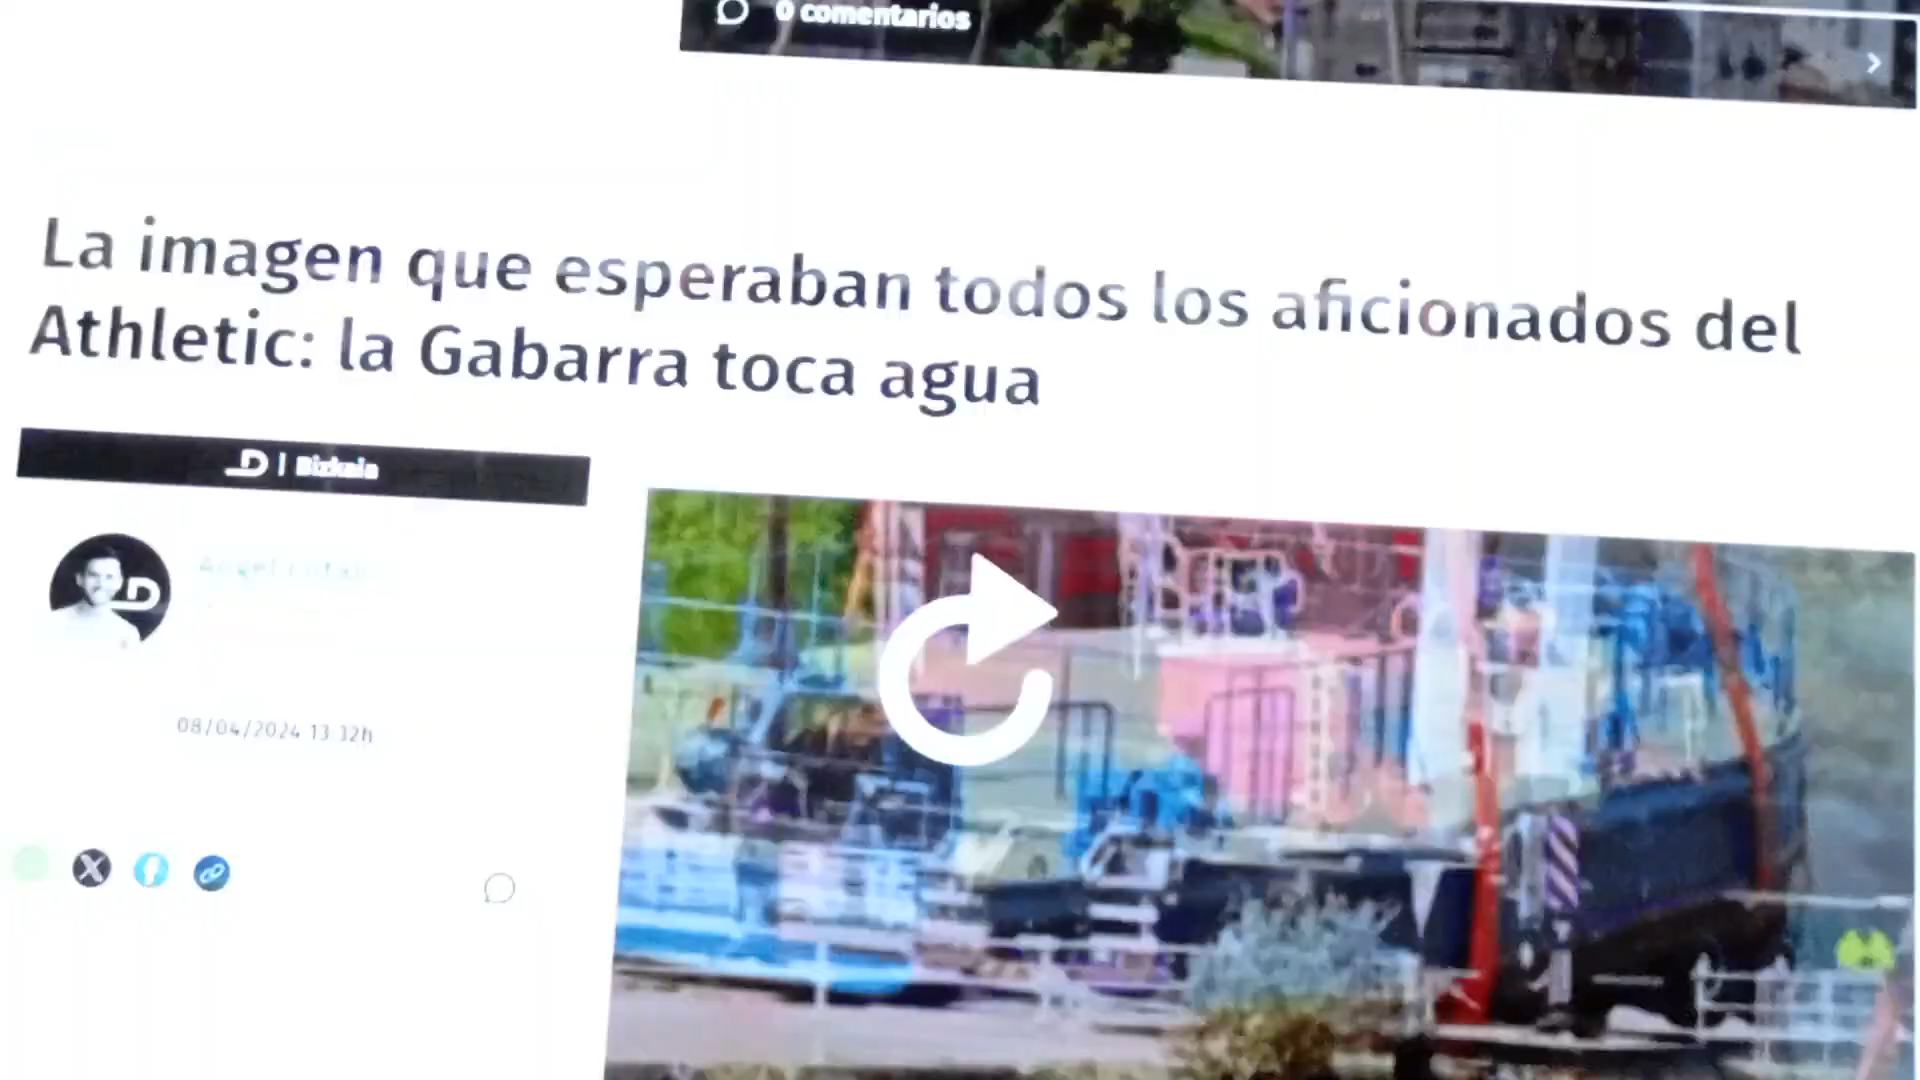 0 comentarios
La imagen que esperaban todos los aficionados del
Athletic: la Gabarra toca agua
D | Bizkaia
08/04/2024 13:32h